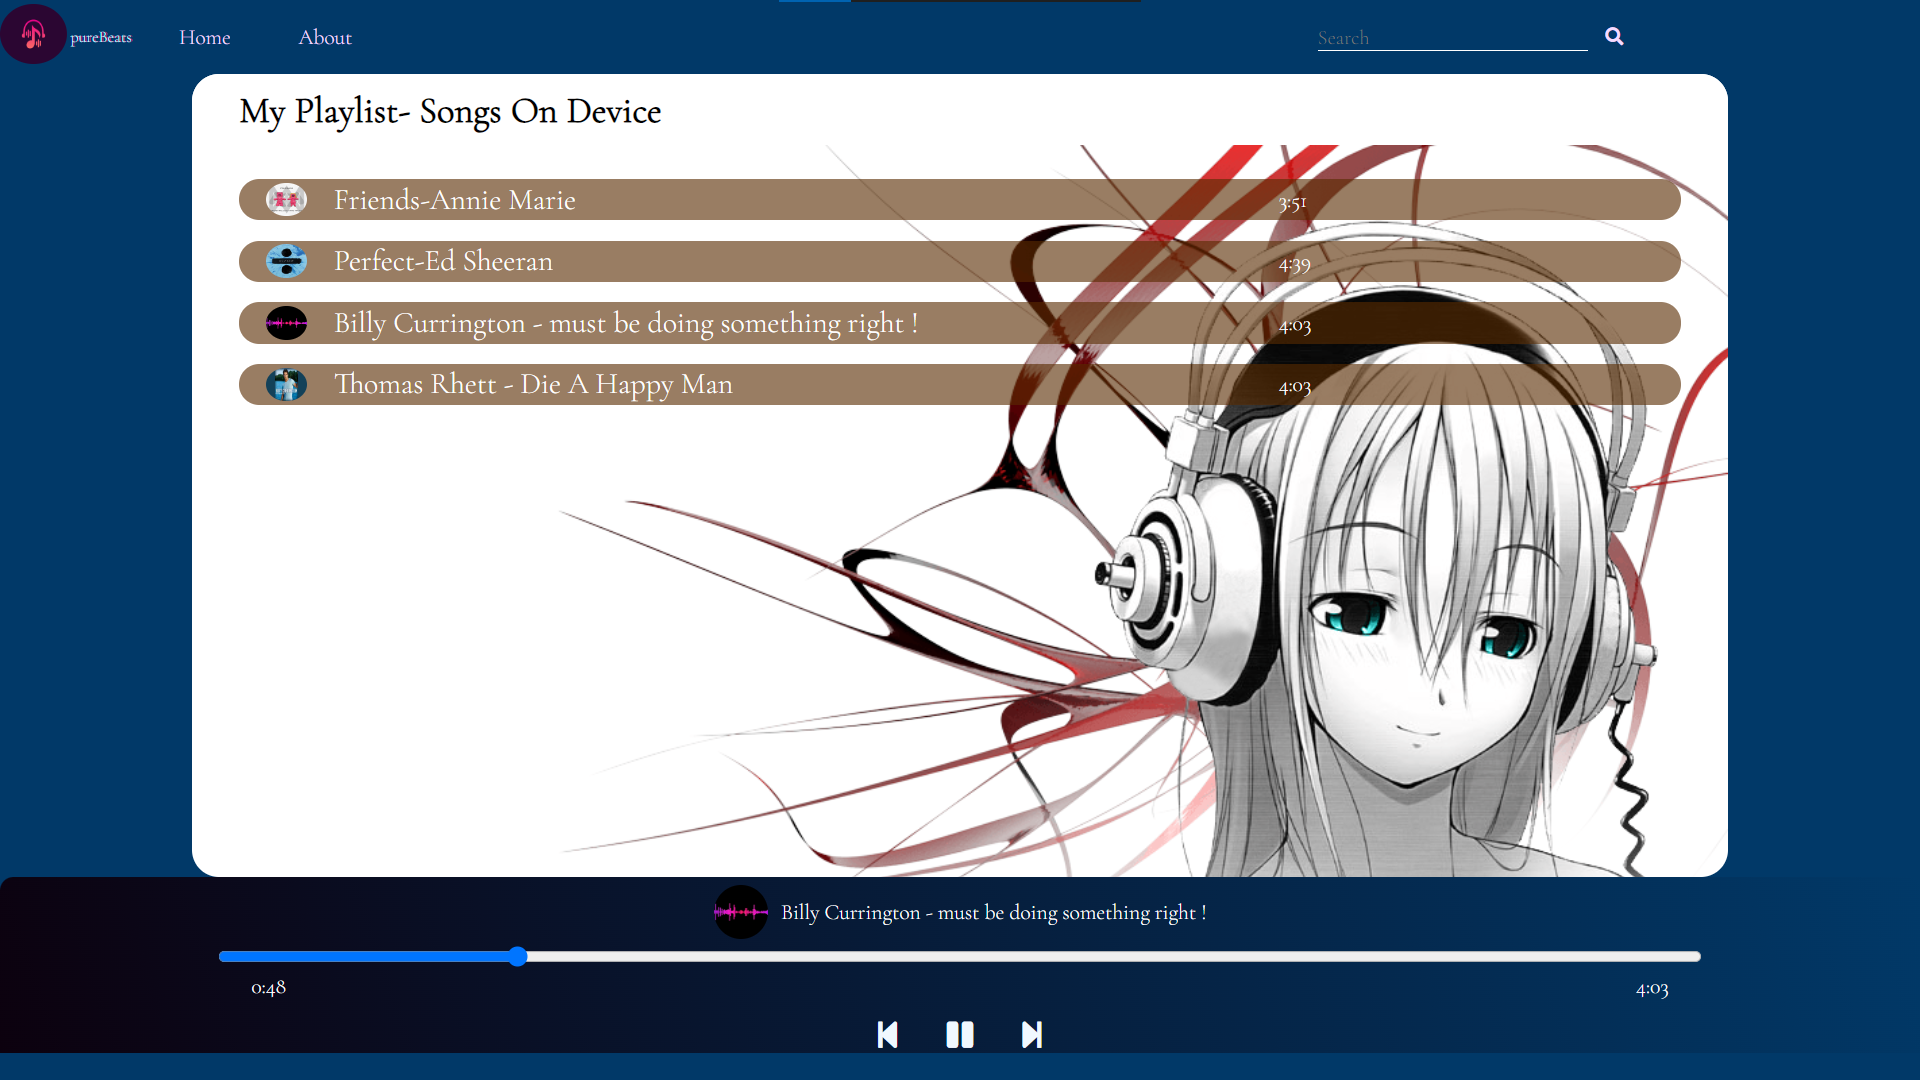 pureBeats Home About Search
My Playlist- Songs On Device
Friends-Annie Marie 3:51
Perfect-Ed Sheeran 4:39
Billy Currington - must be doing something right ! 4:03
Thomas Rhett - Die A Happy Man 4:03
Billy Currington - must be doing something right !
0:48 4:03